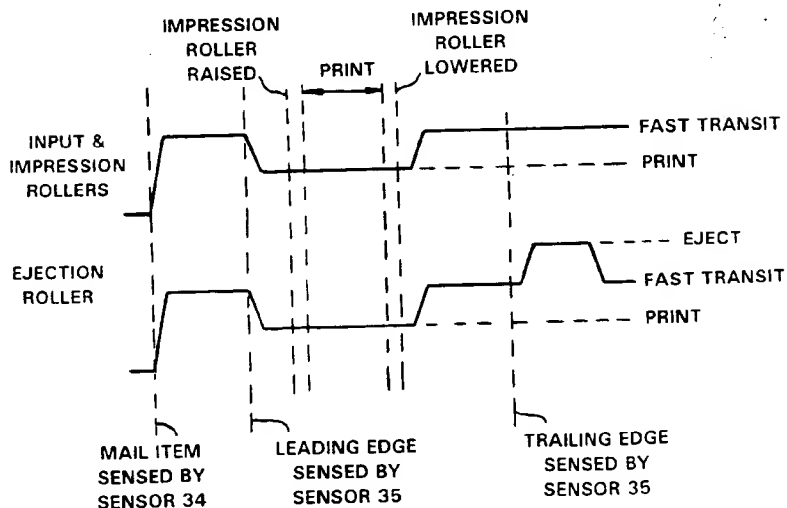 IMPRESSION
ROLLER
RAISED
PRINT
IMPRESSION
ROLLER
LOWERED
INPUT &
IMPRESSION
ROLLERS
FAST TRANSIT
PRINT
EJECTION
ROLLER
EJECT
FAST TRANSIT
PRINT
MAIL ITEM
SENSED BY
SENSOR 34
LEADING EDGE
SENSED BY
SENSOR 35
TRAILING EDGE
SENSED BY
SENSOR 35